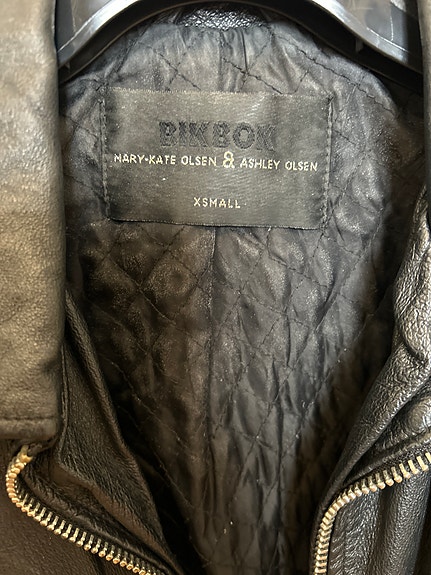 BIKBOK
MARY-KATE OLSEN & ASHLEY OLSEN
XSMALL